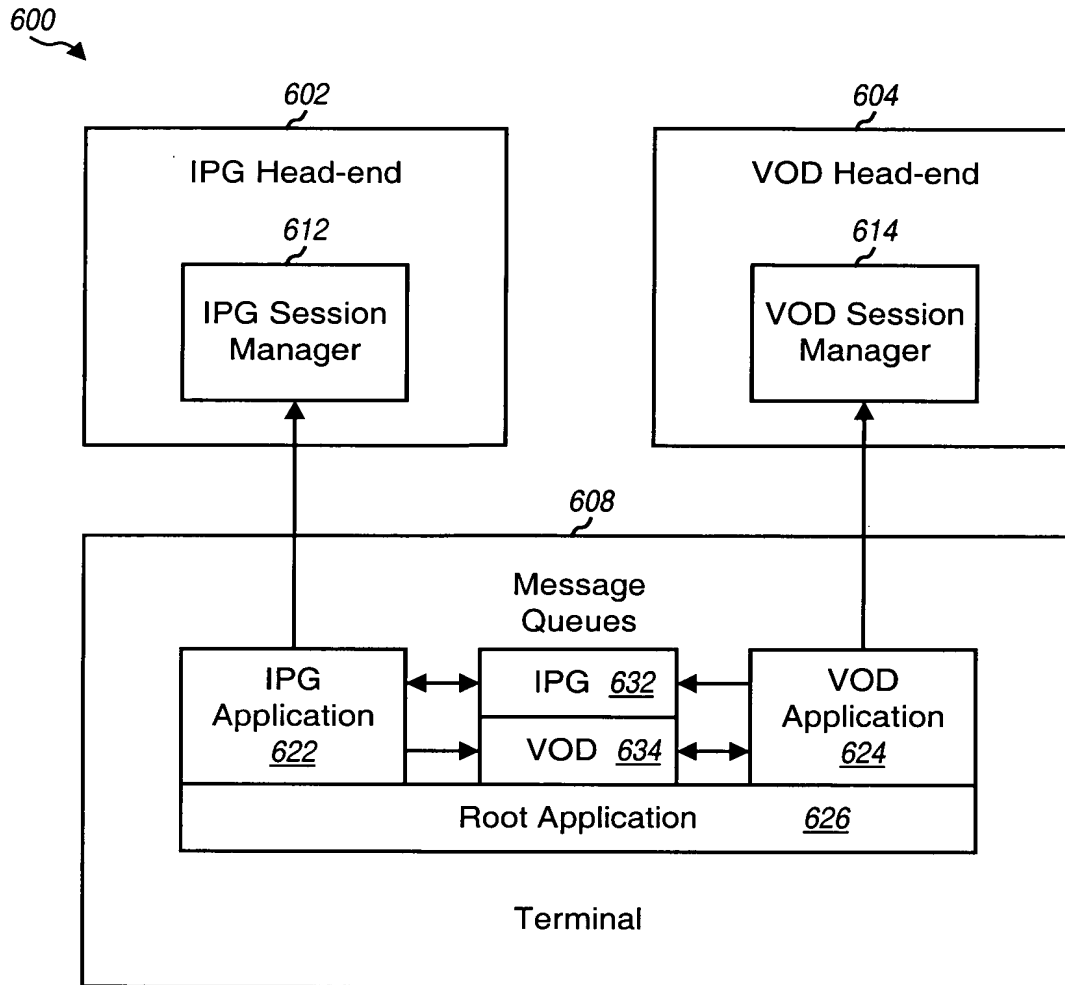 600
602
604
IPG Head-end
VOD Head-end
612
614
IPG Session
Manager
VOD Session
Manager
608
Message
Queues
IPG
Application
622
IPG 632
VOD 634
VOD
Application
624
Root Application 626
Terminal